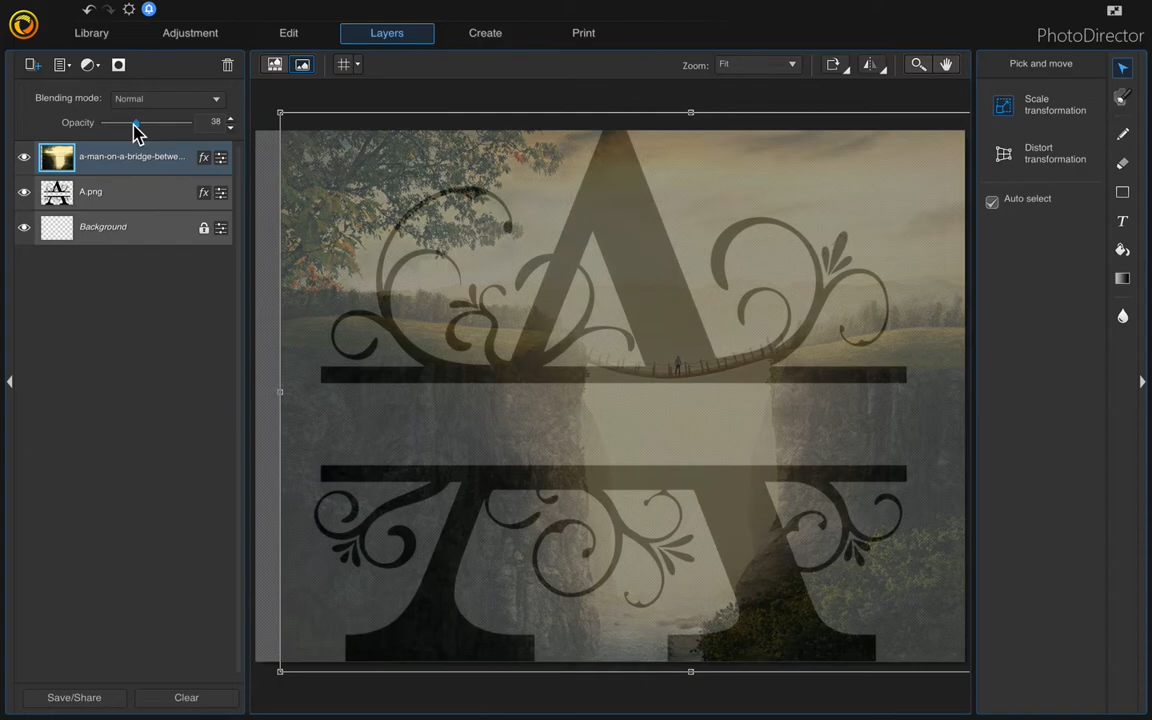 Library
Adjustment
Edit
Layers
Create
Print
PhotoDirector
Zoom:
Fit
Pick and move
Blending mode:
Normal
Scale
transformation
Opacity
38
a-man-on-a-bridge-betwe...
fx
Distort
transformation
A.png
fx
Auto select
Background
T
A
Save/Share
Clear